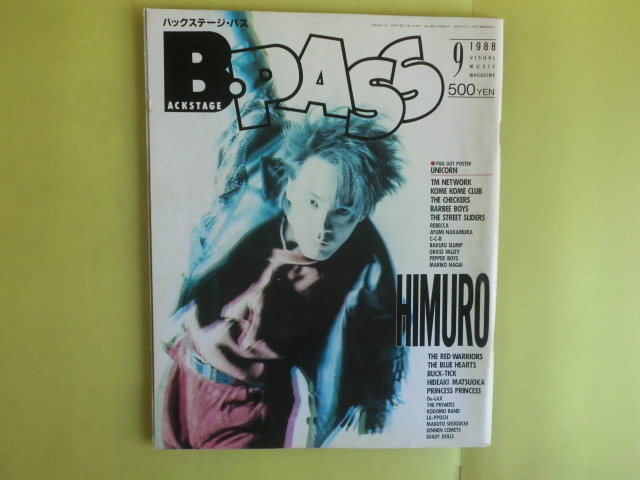 バックステージ・パス
B.PASS
ACKSTAGE
9
1988
VISUAL
MUSIC
MAGAZINE
500YEN
PULL OUT POSTER
UNICORN
TM NETWORK
KOME KOME CLUB
THE CHECKERS
BARBEE BOYS
THE STREET SLIDERS
REBECCA
AYUMI NAKAMURA
C-C-B
BAKUFU SLUMP
GRASS VALLEY
PEPPER BOYS
MARIKO NAGAI
HIMURO
THE RED WARRIORS
THE BLUE HEARTS
BUCK-TICK
HIDEAKI MATSUOKA
PRINCESS PRINCESS
De-LAX
THE PRIVATES
KODOMO BAND
LA-PPISCH
MAKOTO SEKIGUCHI
SENNEN COMETS
SHADY DOLLS